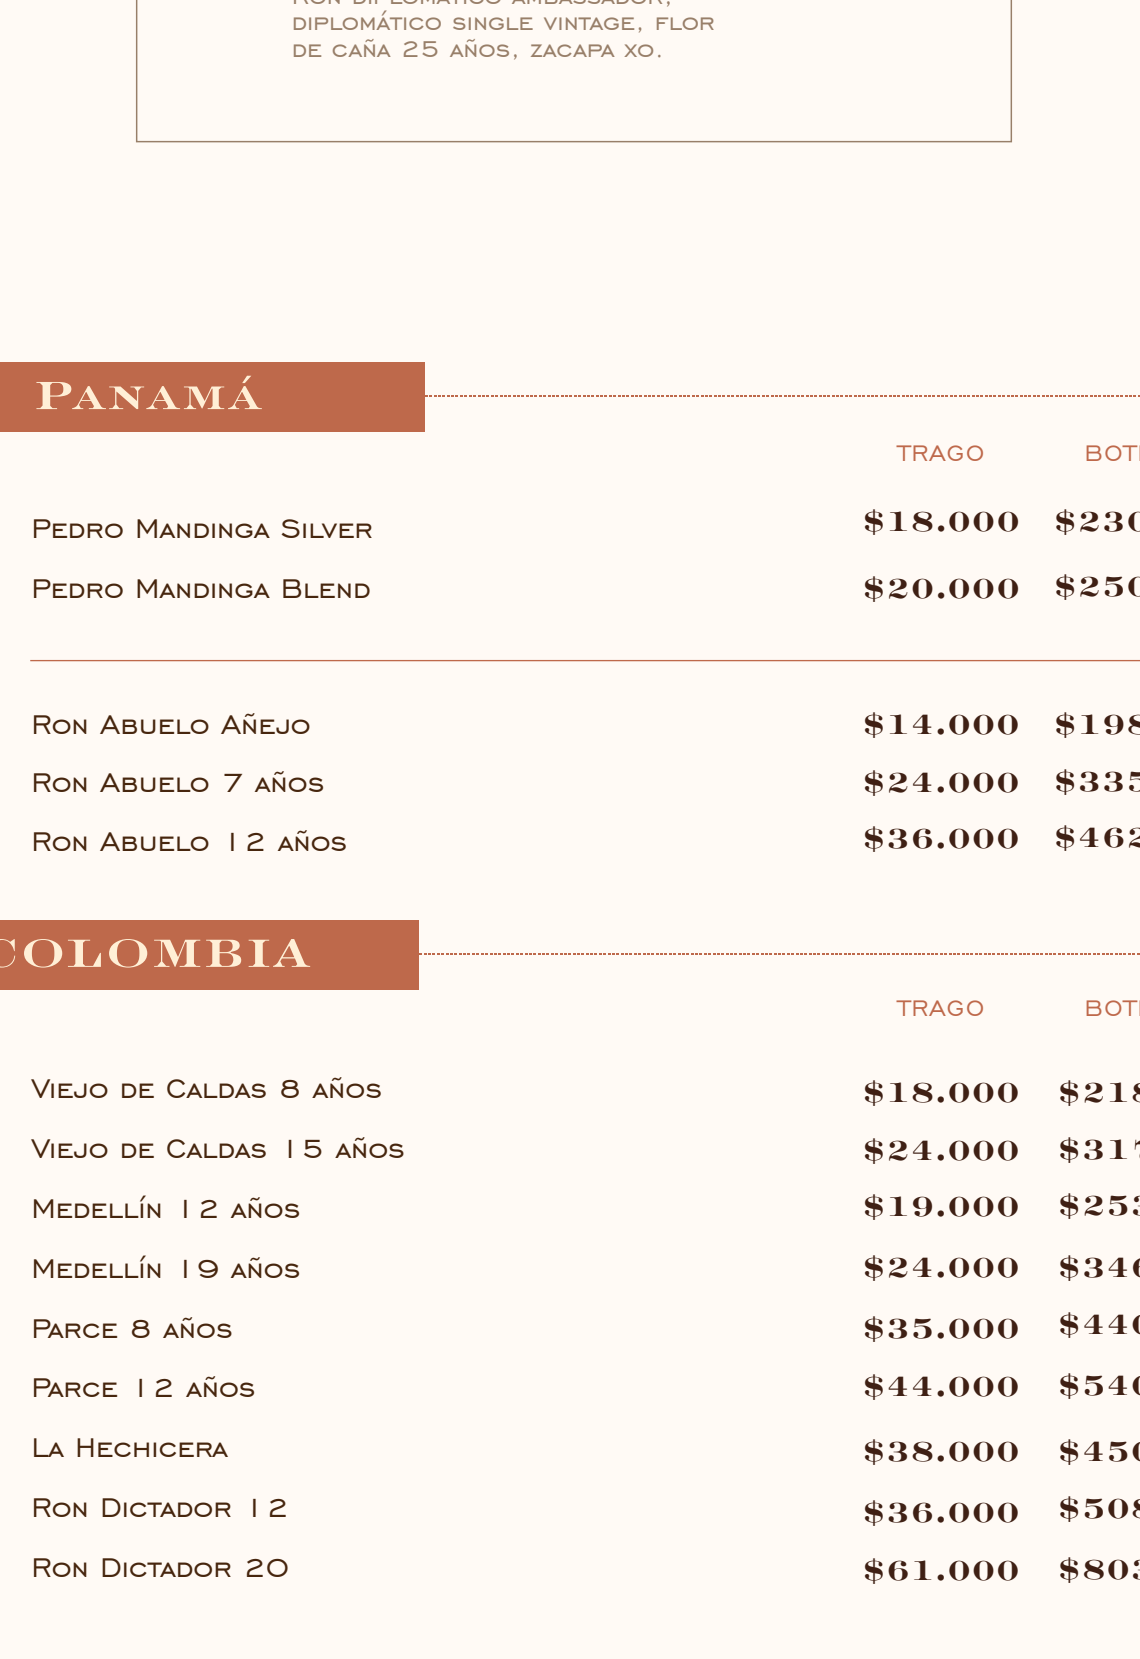 RON DIPLOMÁTICO AMBASSADOR,
DIPLOMÁTICO SINGLE VINTAGE, FLOR
DE CAÑA 25 AÑOS, ZACAPA XO.
PANAMÁ
TRAGO
PEDRO MANDINGA SILVER $18.000
PEDRO MANDINGA BLEND $20.000
RON ABUELO AÑEJO $14.000
RON ABUELO 7 AÑOS $24.000
RON ABUELO 12 AÑOS $36.000
COLOMBIA
TRAGO
VIEJO DE CALDAS 8 AÑOS $18.000
VIEJO DE CALDAS 15 AÑOS $24.000
MEDELLÍN 12 AÑOS $19.000
MEDELLÍN 19 AÑOS $24.000
PARCE 8 AÑOS $35.000
PARCE 12 AÑOS $44.000
LA HECHICERA $38.000
RON DICTADOR 12 $36.000
RON DICTADOR 20 $61.000